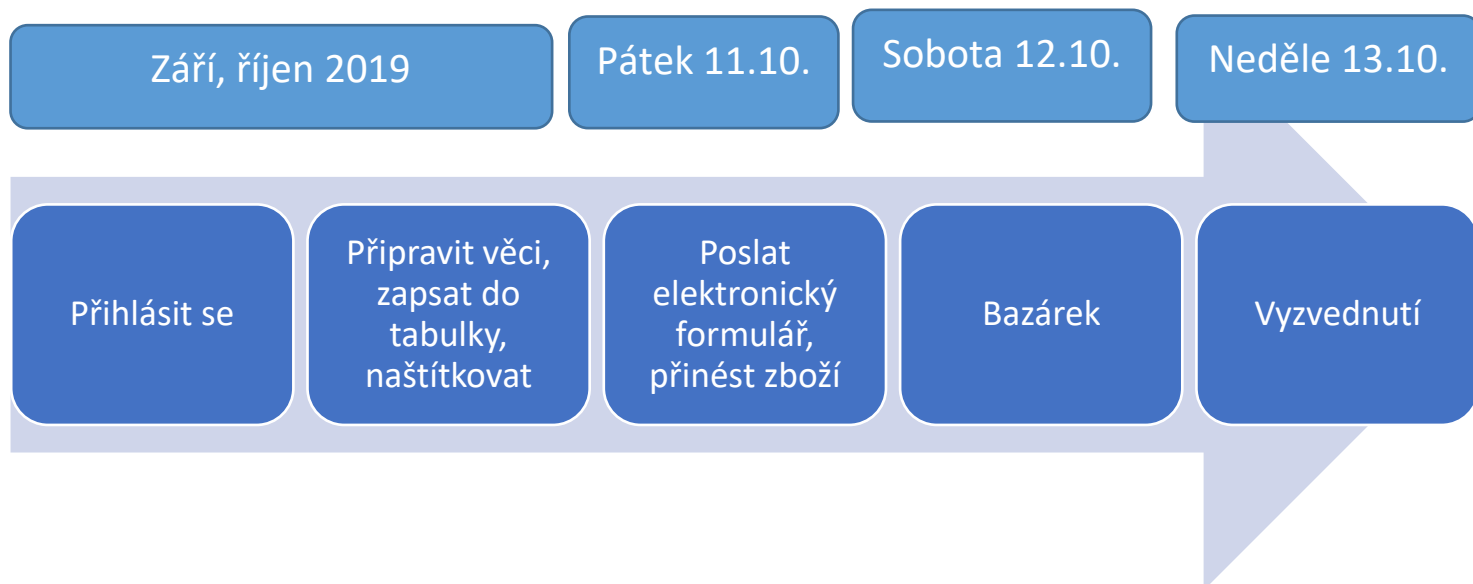 Září, říjen 2019
Pátek 11.10.
Sobota 12.10.
Neděle 13.10.
Přihlásit se
Připravit věci,
zapsat do
tabulky,
naštítkovat
Poslat
elektronický
formulář,
přinést zboží
Bazárek
Vyzvednutí